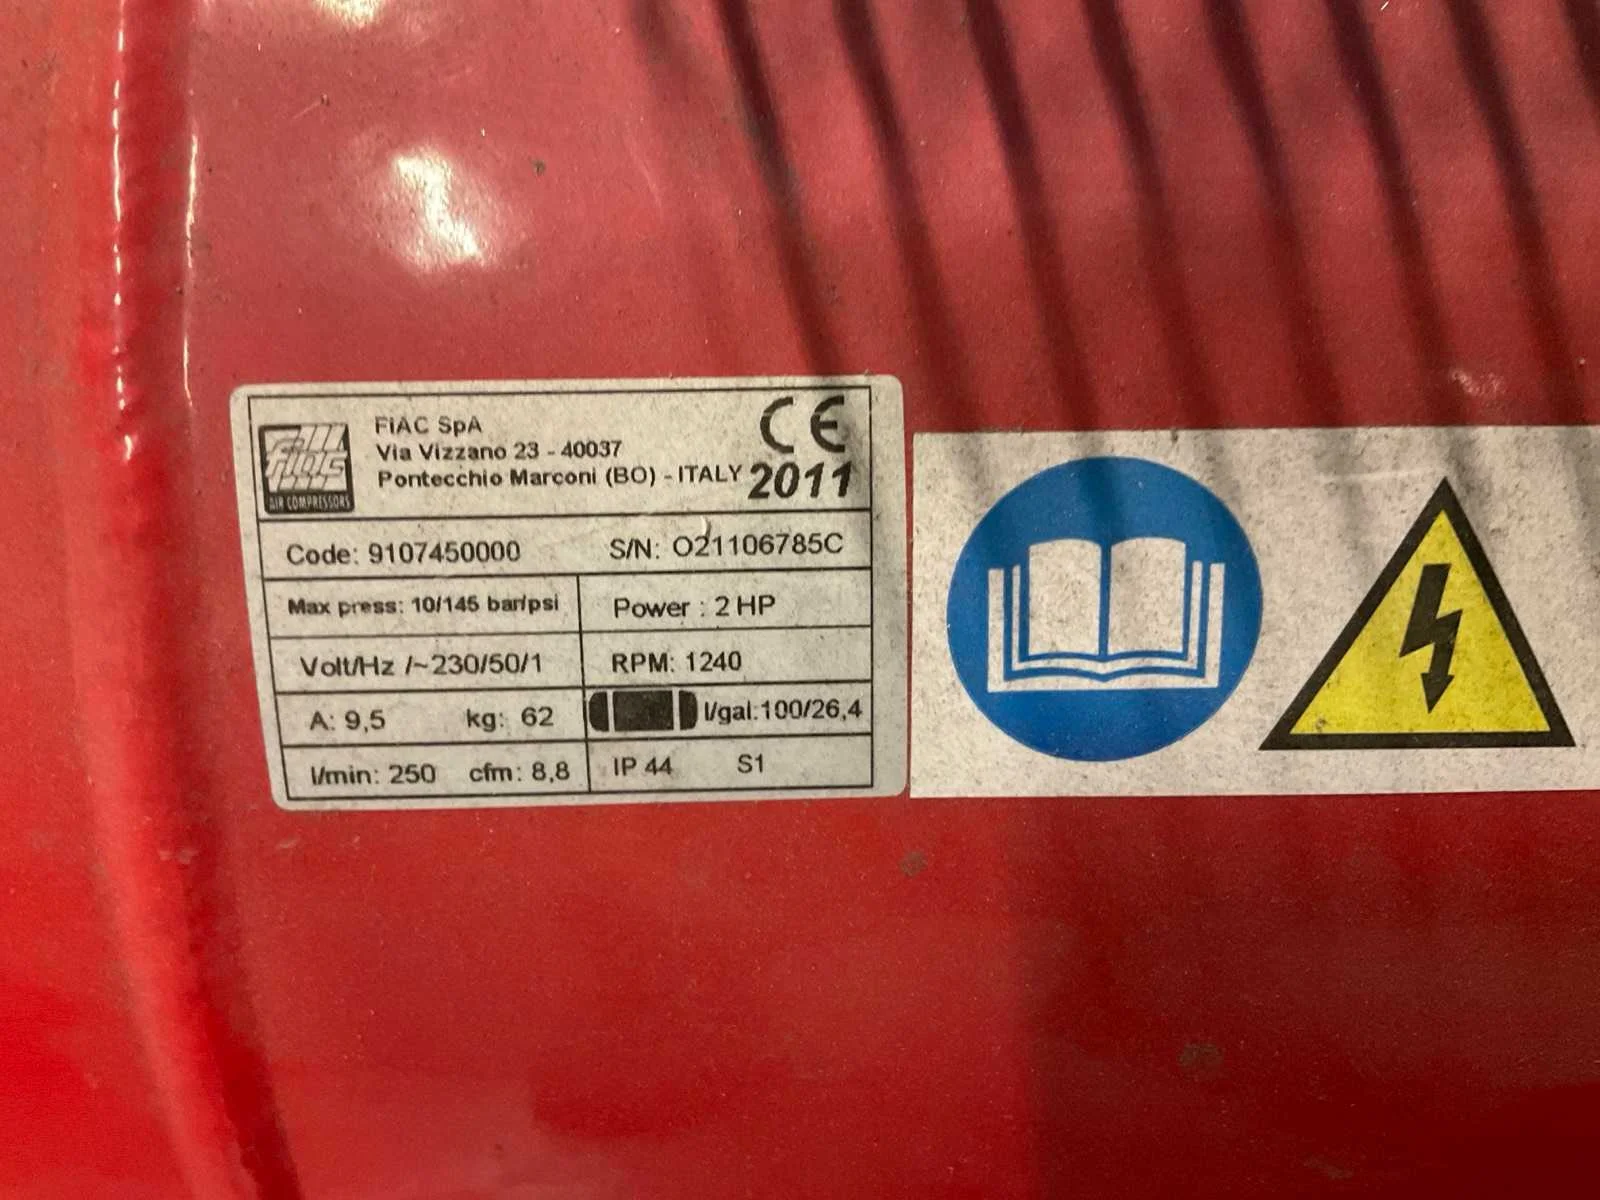 FiAC SpA
Via Vizzano 23 - 40037
Pontecchio Marconi (BO) - ITALY
CE
2011
fiac
AIR COMPRESSORS
Code: 9107450000 S/N: O21106785C
Max press: 10/145 bar/psi Power : 2 HP
Volt/Hz /~230/50/1 RPM: 1240
A: 9,5 kg: 62 l/gal:100/26,4
l/min: 250 cfm: 8,8 IP 44 S1